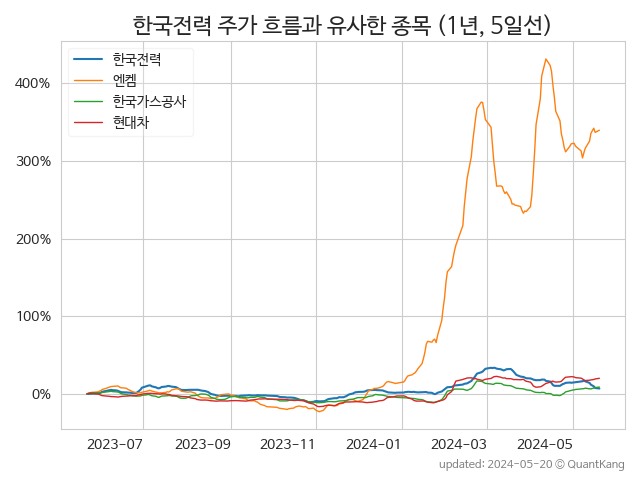 한국전력 주가 흐름과 유사한 종목 (1년, 5일선)
한국전력
엔켐
한국가스공사
현대차
400%
300%
200%
100%
0%
2023-07 2023-09 2023-11 2024-01 2024-03 2024-05
updated: 2024-05-20 © QuantKang